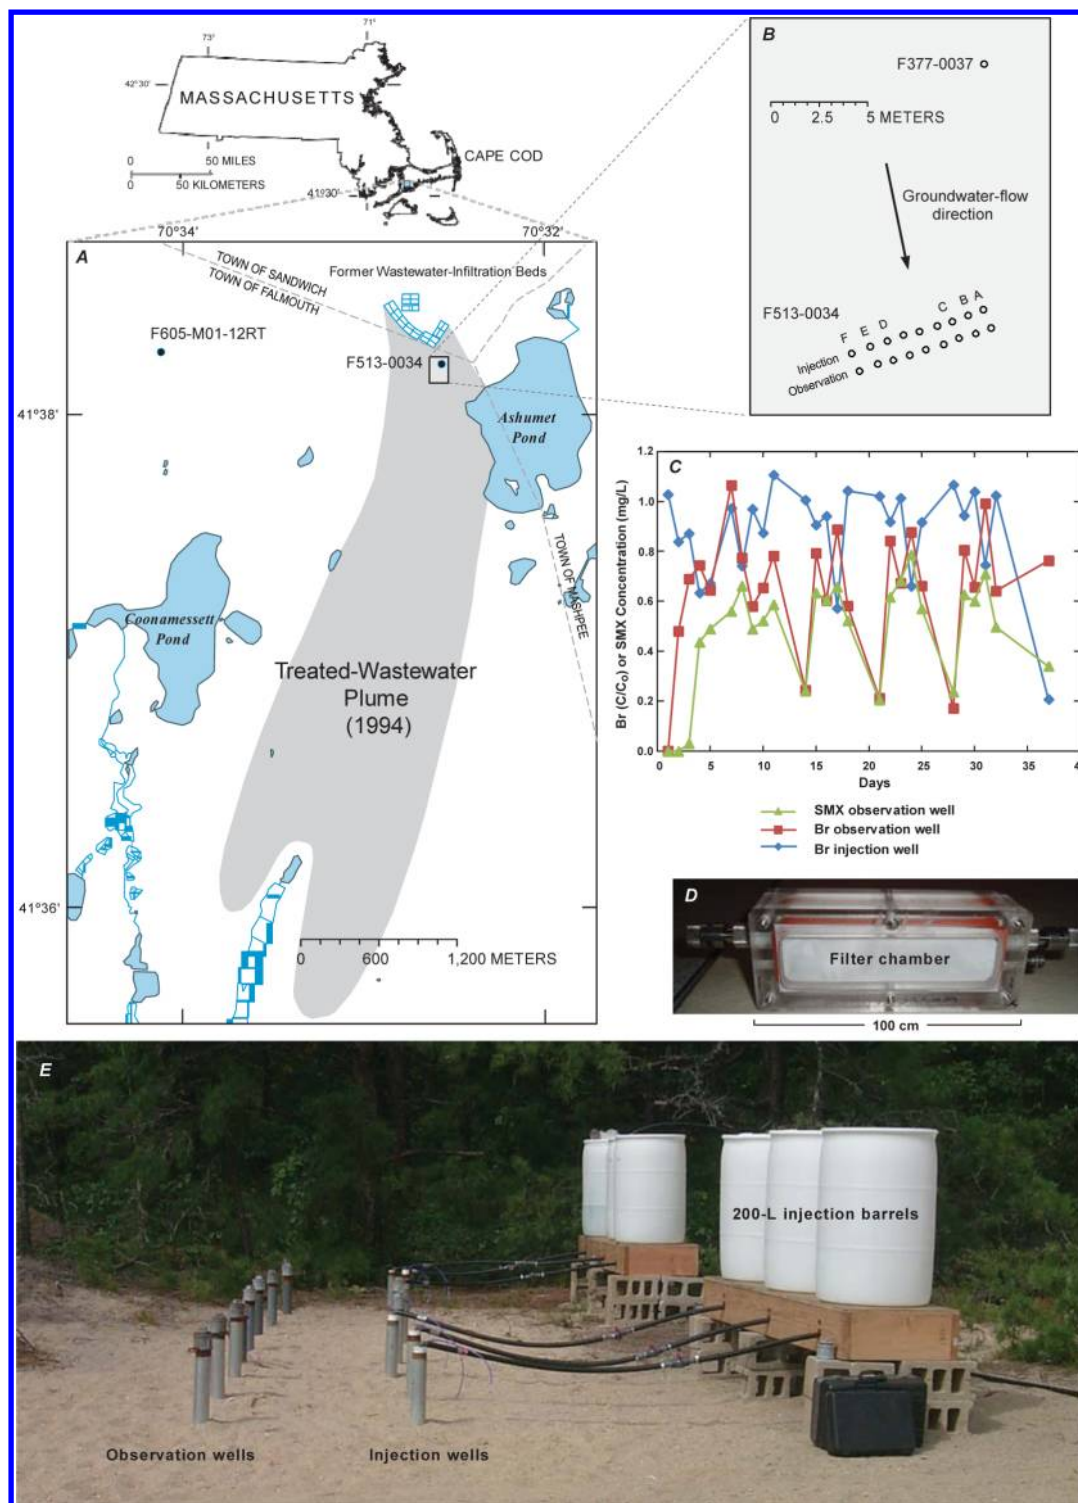 73°
71°
42°30'
MASSACHUSETTS
CAPE COD
0 50 MILES
0 50 KILOMETERS
41°30'
B
F377-0037
0 2.5 5 METERS
Groundwater-flow
direction
F513-0034
F E D C B A
Injection
Observation
70°34'
70°32'
A
TOWN OF SANDWICH
TOWN OF FALMOUTH
Former Wastewater-Infiltration Beds
F605-M01-12RT
F513-0034
41°38'
Ashumet
Pond
TOWN OF MASHPEE
Coonamessett
Pond
Treated-Wastewater
Plume
(1994)
41°36'
0 600 1,200 METERS
C
Br (C/C₀) or SMX Concentration (mg/L)
1.2
1.0
0.8
0.6
0.4
0.2
0.0
0 5 10 15 20 25 30 35 4
Days
SMX observation well
Br observation well
Br injection well
D
Filter chamber
100 cm
E
200-L injection barrels
Observation wells
Injection wells